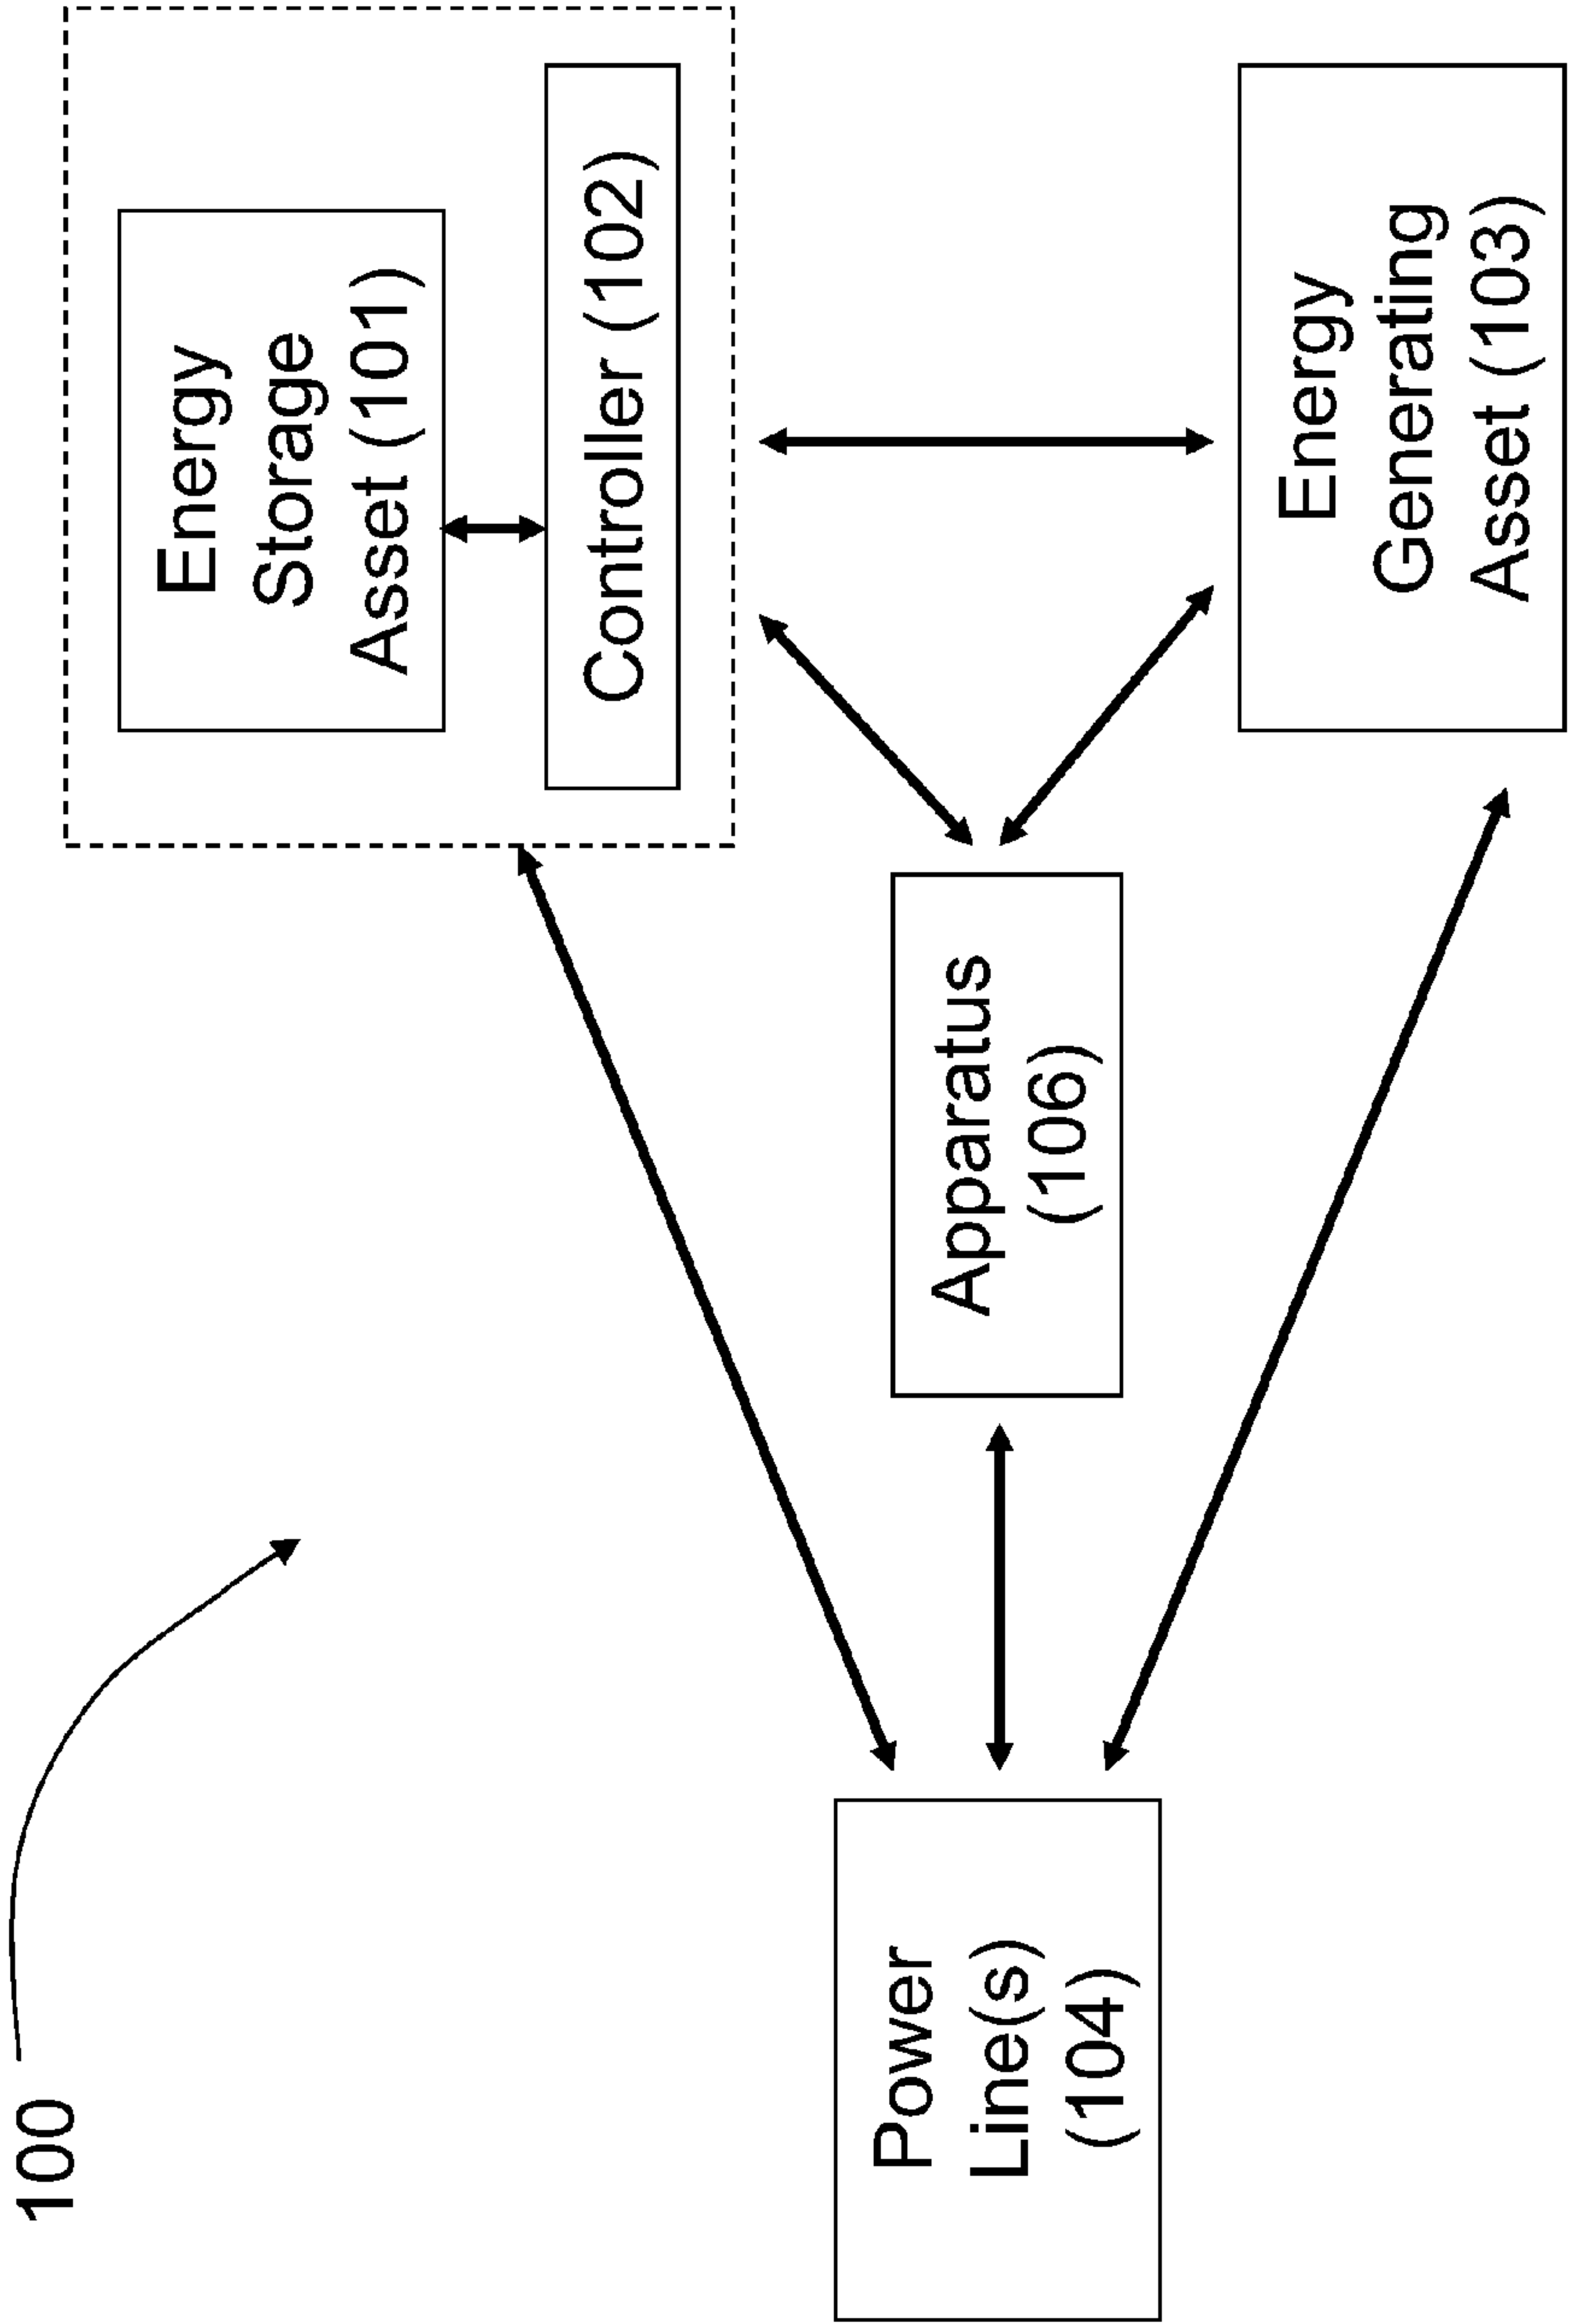 100
Energy
Storage
Asset (101)
Controller (102)
Apparatus
(106)
Power
Line(s)
(104)
Energy
Generating
Asset (103)